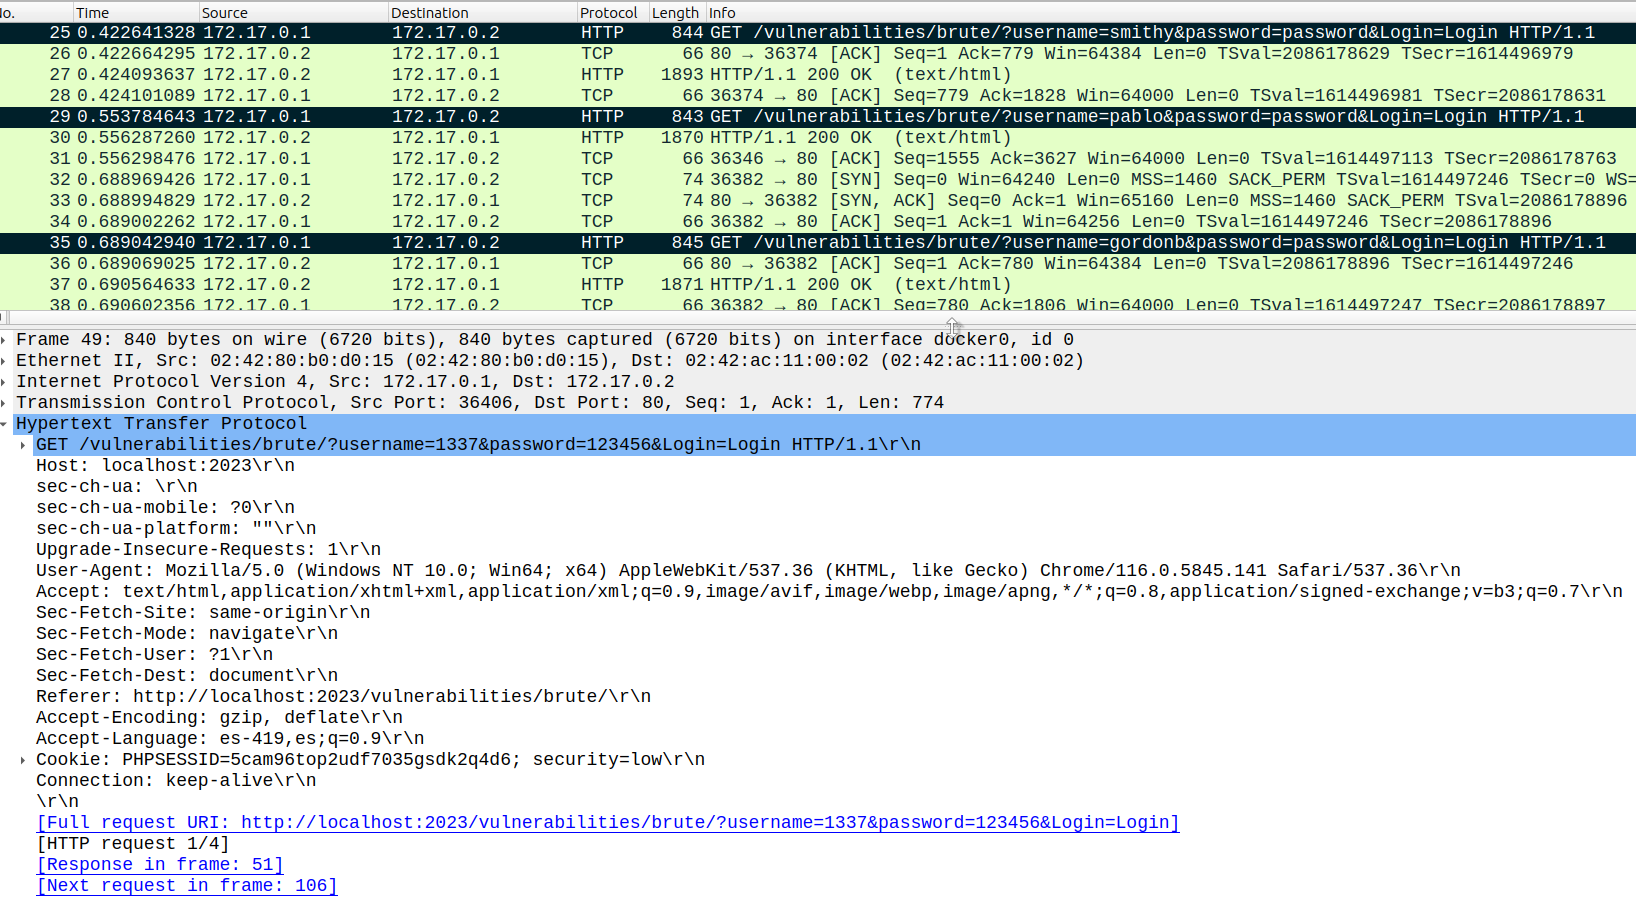 No. Time Source Destination Protocol Length Info
25 0.422641328 172.17.0.1 172.17.0.2 HTTP 844 GET /vulnerabilities/brute/?username=smithy&password=password&Login=Login HTTP/1.1
26 0.422664295 172.17.0.2 172.17.0.1 TCP 66 80 → 36374 [ACK] Seq=1 Ack=779 Win=64384 Len=0 TSval=2086178629 TSecr=1614496979
27 0.424093637 172.17.0.2 172.17.0.1 HTTP 1893 HTTP/1.1 200 OK  (text/html)
28 0.424101089 172.17.0.1 172.17.0.2 TCP 66 36374 → 80 [ACK] Seq=779 Ack=1828 Win=64000 Len=0 TSval=1614496981 TSecr=2086178631
29 0.553784643 172.17.0.1 172.17.0.2 HTTP 843 GET /vulnerabilities/brute/?username=pablo&password=password&Login=Login HTTP/1.1
30 0.556287260 172.17.0.2 172.17.0.1 HTTP 1870 HTTP/1.1 200 OK  (text/html)
31 0.556298476 172.17.0.1 172.17.0.2 TCP 66 36346 → 80 [ACK] Seq=1555 Ack=3627 Win=64000 Len=0 TSval=1614497113 TSecr=2086178763
32 0.688969426 172.17.0.1 172.17.0.2 TCP 74 36382 → 80 [SYN] Seq=0 Win=64240 Len=0 MSS=1460 SACK_PERM TSval=1614497246 TSecr=0 WS=
33 0.688994829 172.17.0.2 172.17.0.1 TCP 74 80 → 36382 [SYN, ACK] Seq=0 Ack=1 Win=65160 Len=0 MSS=1460 SACK_PERM TSval=2086178896
34 0.689002262 172.17.0.1 172.17.0.2 TCP 66 36382 → 80 [ACK] Seq=1 Ack=1 Win=64256 Len=0 TSval=1614497246 TSecr=2086178896
35 0.689042940 172.17.0.1 172.17.0.2 HTTP 845 GET /vulnerabilities/brute/?username=gordonb&password=password&Login=Login HTTP/1.1
36 0.689069025 172.17.0.2 172.17.0.1 TCP 66 80 → 36382 [ACK] Seq=1 Ack=780 Win=64384 Len=0 TSval=2086178896 TSecr=1614497246
37 0.690564633 172.17.0.2 172.17.0.1 HTTP 1871 HTTP/1.1 200 OK  (text/html)
38 0.690602356 172.17.0.1 172.17.0.2 TCP 66 36382 → 80 [ACK] Seq=780 Ack=1806 Win=64000 Len=0 TSval=1614497247 TSecr=2086178897
Frame 49: 840 bytes on wire (6720 bits), 840 bytes captured (6720 bits) on interface docker0, id 0
Ethernet II, Src: 02:42:80:b0:d0:15 (02:42:80:b0:d0:15), Dst: 02:42:ac:11:00:02 (02:42:ac:11:00:02)
Internet Protocol Version 4, Src: 172.17.0.1, Dst: 172.17.0.2
Transmission Control Protocol, Src Port: 36406, Dst Port: 80, Seq: 1, Ack: 1, Len: 774
Hypertext Transfer Protocol
GET /vulnerabilities/brute/?username=1337&password=123456&Login=Login HTTP/1.1\r\n
Host: localhost:2023\r\n
sec-ch-ua: \r\n
sec-ch-ua-mobile: ?0\r\n
sec-ch-ua-platform: ""\r\n
Upgrade-Insecure-Requests: 1\r\n
User-Agent: Mozilla/5.0 (Windows NT 10.0; Win64; x64) AppleWebKit/537.36 (KHTML, like Gecko) Chrome/116.0.5845.141 Safari/537.36\r\n
Accept: text/html,application/xhtml+xml,application/xml;q=0.9,image/avif,image/webp,image/apng,*/*;q=0.8,application/signed-exchange;v=b3;q=0.7\r\n
Sec-Fetch-Site: same-origin\r\n
Sec-Fetch-Mode: navigate\r\n
Sec-Fetch-User: ?1\r\n
Sec-Fetch-Dest: document\r\n
Referer: http://localhost:2023/vulnerabilities/brute/\r\n
Accept-Encoding: gzip, deflate\r\n
Accept-Language: es-419,es;q=0.9\r\n
Cookie: PHPSESSID=5cam96top2udf7035gsdk2q4d6; security=low\r\n
Connection: keep-alive\r\n
\r\n
[Full request URI: http://localhost:2023/vulnerabilities/brute/?username=1337&password=123456&Login=Login]
[HTTP request 1/4]
[Response in frame: 51]
[Next request in frame: 106]